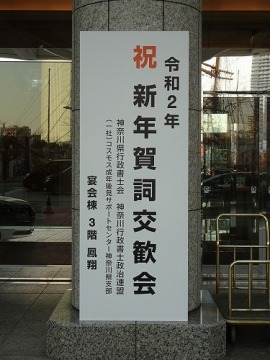 令和2年
祝 新年賀詞交歓会
神奈川県行政書士会 神奈川行政書士政治連盟
(一社)コスモス成年後見サポートセンター神奈川県支部
宴会棟 3階 鳳翔